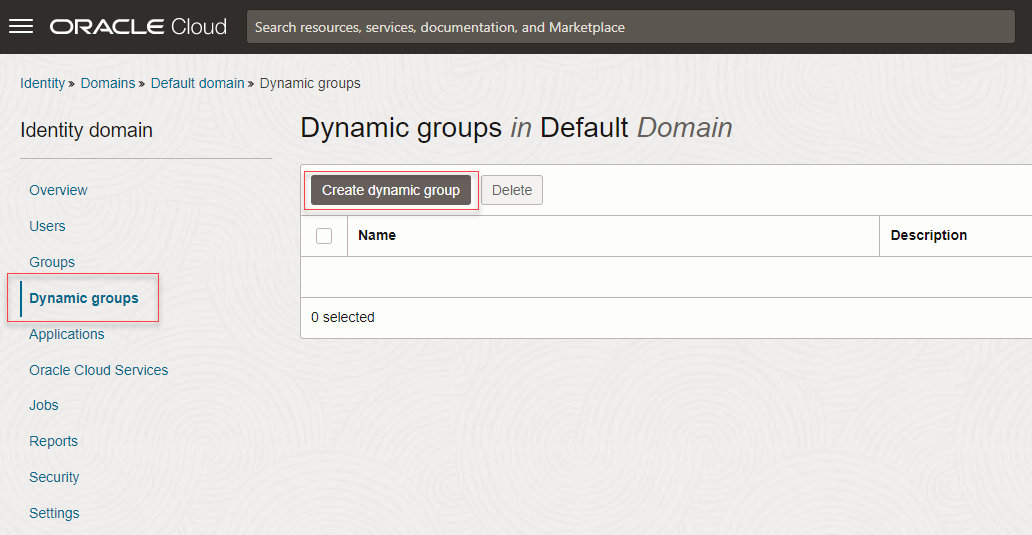 ORACLE Cloud
Search resources, services, documentation, and Marketplace
Identity » Domains » Default domain » Dynamic groups
Identity domain
Overview
Users
Groups
Dynamic groups
Applications
Oracle Cloud Services
Jobs
Reports
Security
Settings
Dynamic groups in Default Domain
Create dynamic group Delete
Name Description
0 selected